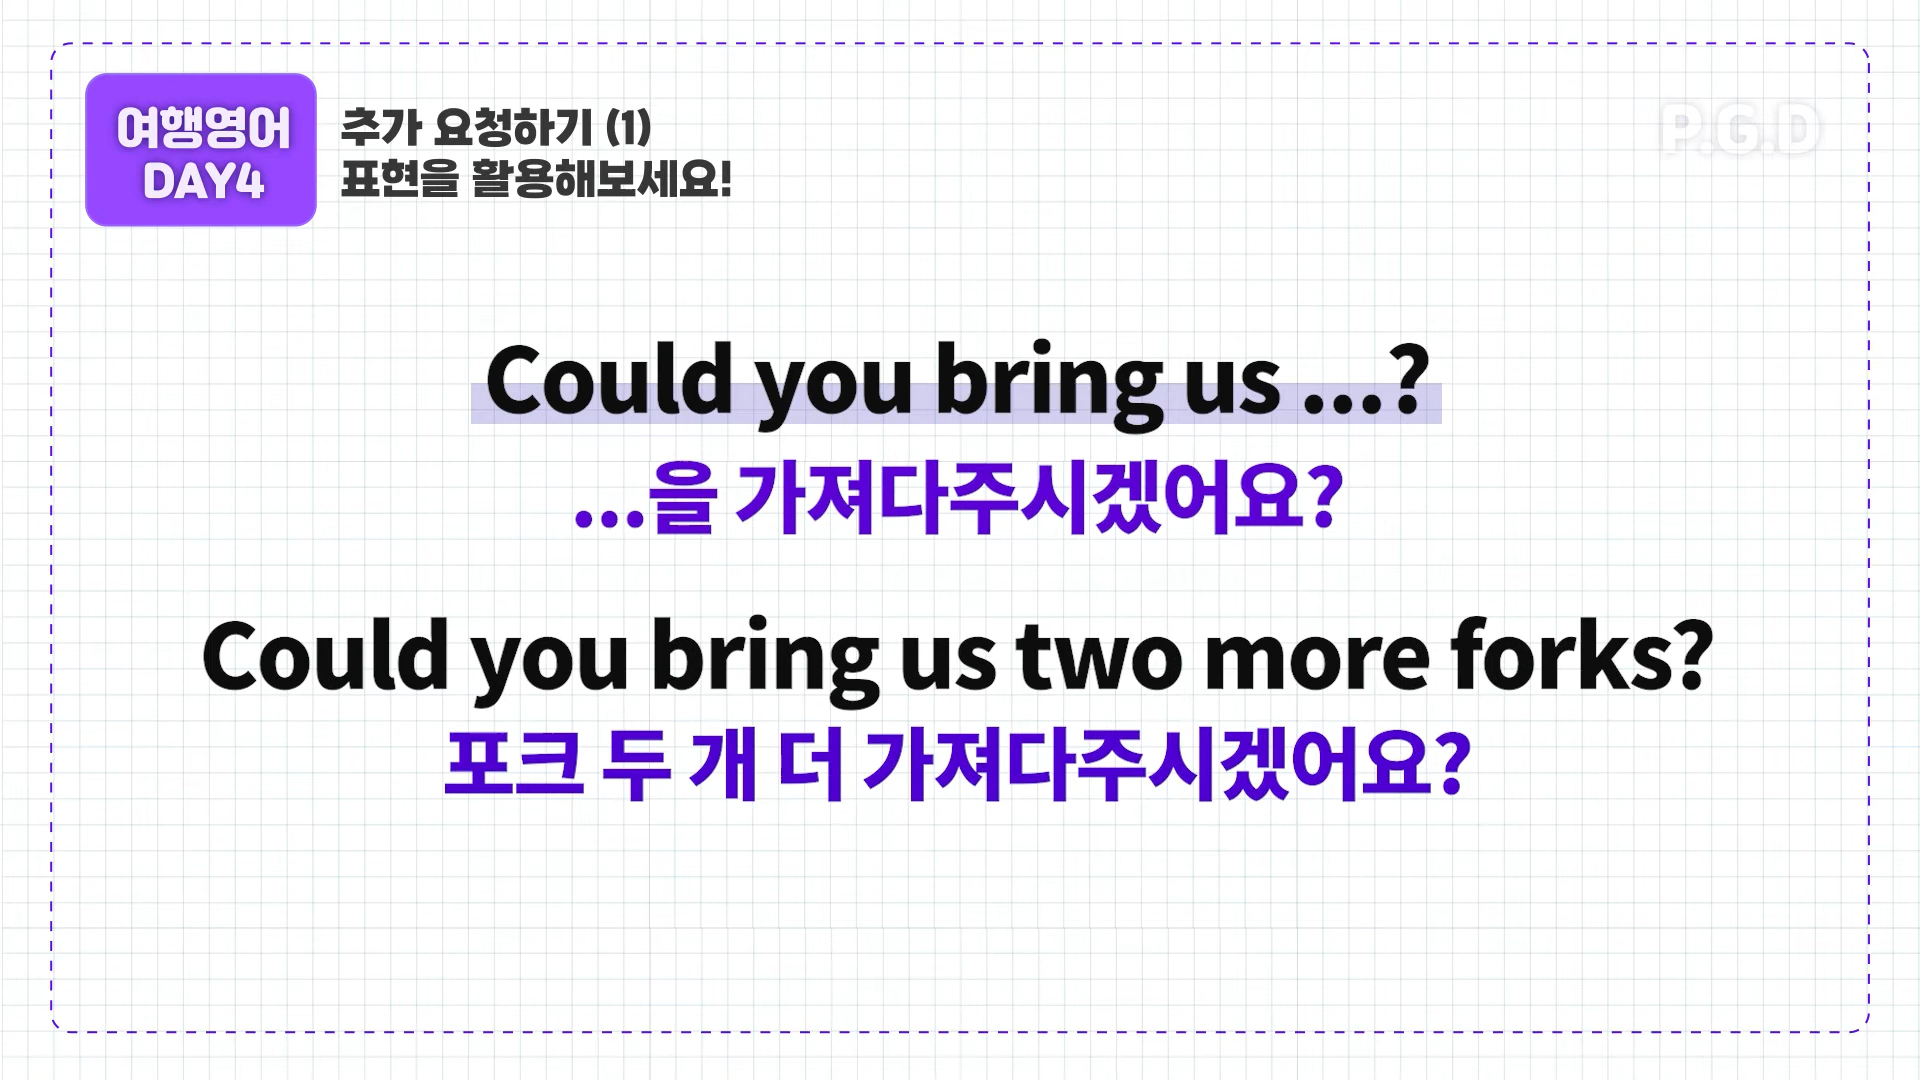 여행영어
DAY4
추가 요청하기 (1)
표현을 활용해보세요!
P.G.D
Could you bring us ...?
...을 가져다주시겠어요?
Could you bring us two more forks?
포크 두 개 더 가져다주시겠어요?